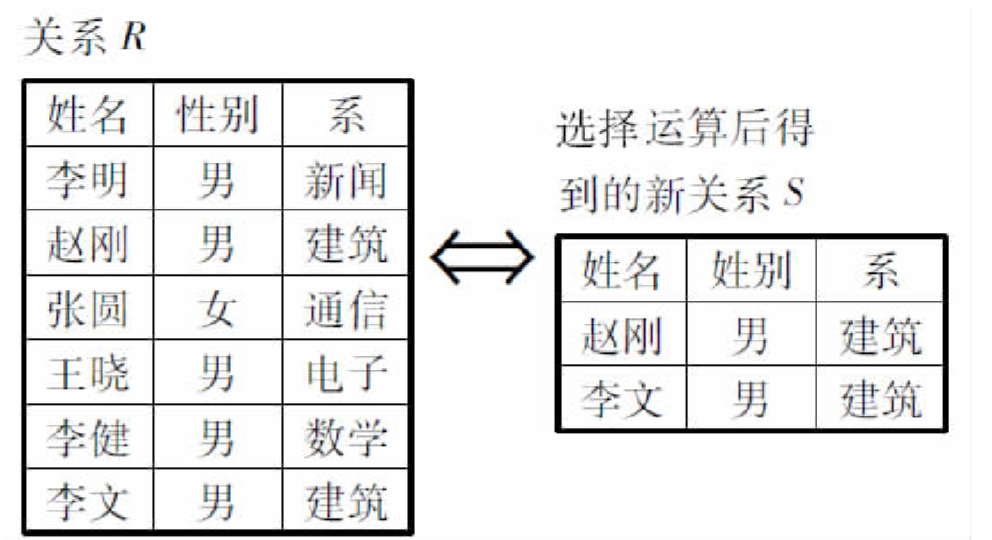 关系 R
姓名 性别 系
李明 男 新闻
赵刚 男 建筑
张圆 女 通信
王晓 男 电子
李健 男 数学
李文 男 建筑
选择运算后得
到的新关系 S
姓名 姓别 系
赵刚 男 建筑
李文 男 建筑